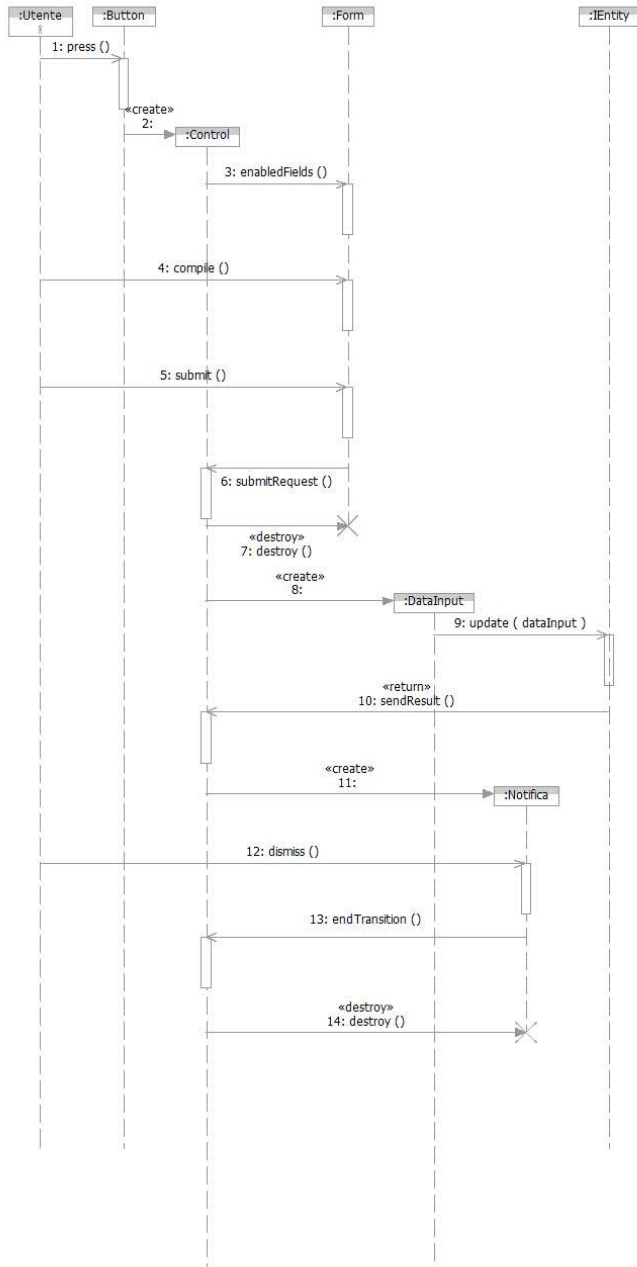 :Utente
:Button
:Form
:IEntity
1: press ()
«create»
2:
:Control
3: enabledFields ()
4: compile ()
5: submit ()
6: submitRequest ()
«destroy»
7: destroy ()
«create»
8:
:DataInput
9: update ( dataInput )
«return»
10: sendResult ()
«create»
11:
:Notifica
12: dismiss ()
13: endTransition ()
«destroy»
14: destroy ()